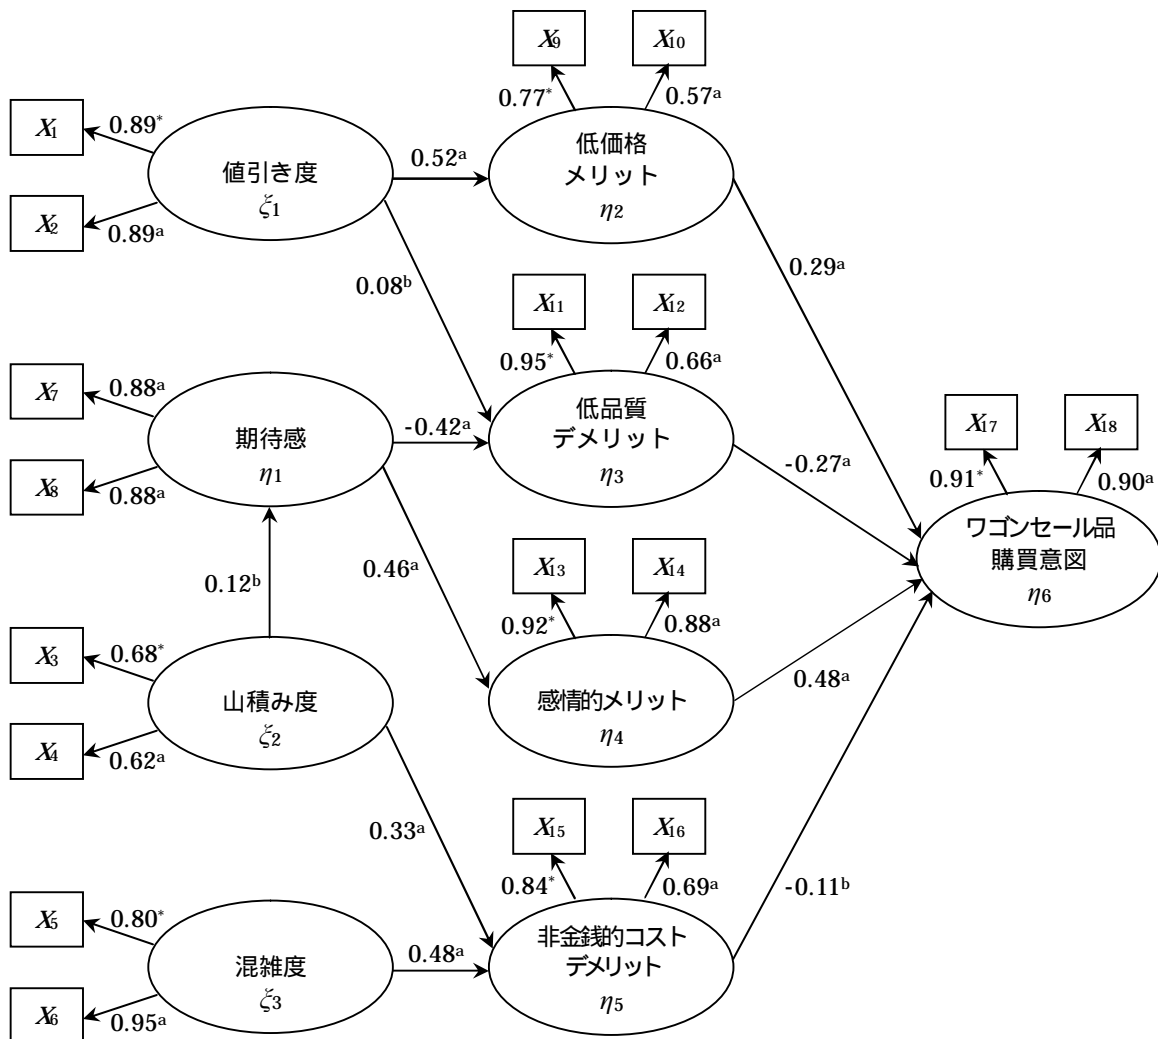 X9
X10
0.77*
0.57a
X1
0.89*
値引き度
ξ1
0.52a
低価格
メリット
η2
X2
0.89a
0.08b
0.29a
X11
X12
0.95*
0.66a
X7
0.88a
期待感
η1
-0.42a
低品質
デメリット
η3
X8
0.88a
-0.27a
X17
X18
0.91*
0.90a
ワゴンセール品
購買意図
η6
0.12b
0.46a
X13
X14
0.92*
0.88a
X3
0.68*
山積み度
ξ2
感情的メリット
η4
0.48a
X4
0.62a
0.33a
X15
X16
0.84*
0.69a
-0.11b
X5
0.80*
混雑度
ξ3
0.48a
非金銭的コスト
デメリット
η5
X6
0.95a